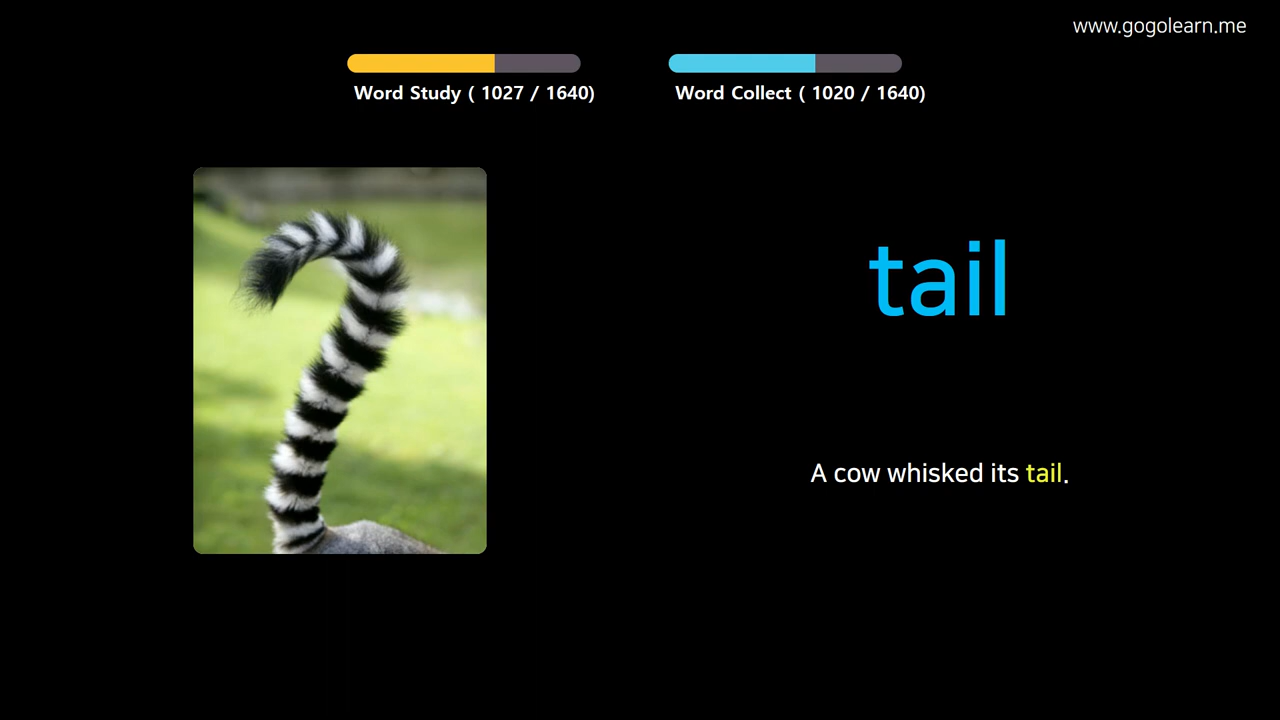 www.gogolearn.me
Word Study ( 1027 / 1640)
Word Collect ( 1020 / 1640)
tail
A cow whisked its tail.